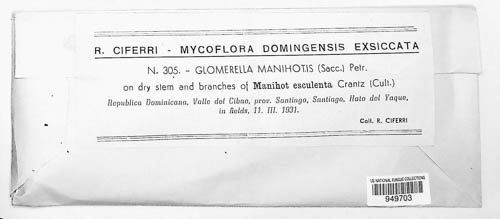 R. CIFERRI - MYCOFLORA DOMINGENSIS EXSICCATA
N. 305. - GLOMERELLA MANIHOTIS (Sacc.) Petr.
on dry stem and branches of Manihot esculenta Crantz (Cult.)
Republica Dominicana, Valle del Cibao, prov. Santiago, Santiago, Hato del Yaque,
in fields, 11. III. 1931.
Coll. R. CIFERRI
US NATIONAL FUNGUS COLLECTIONS
949703